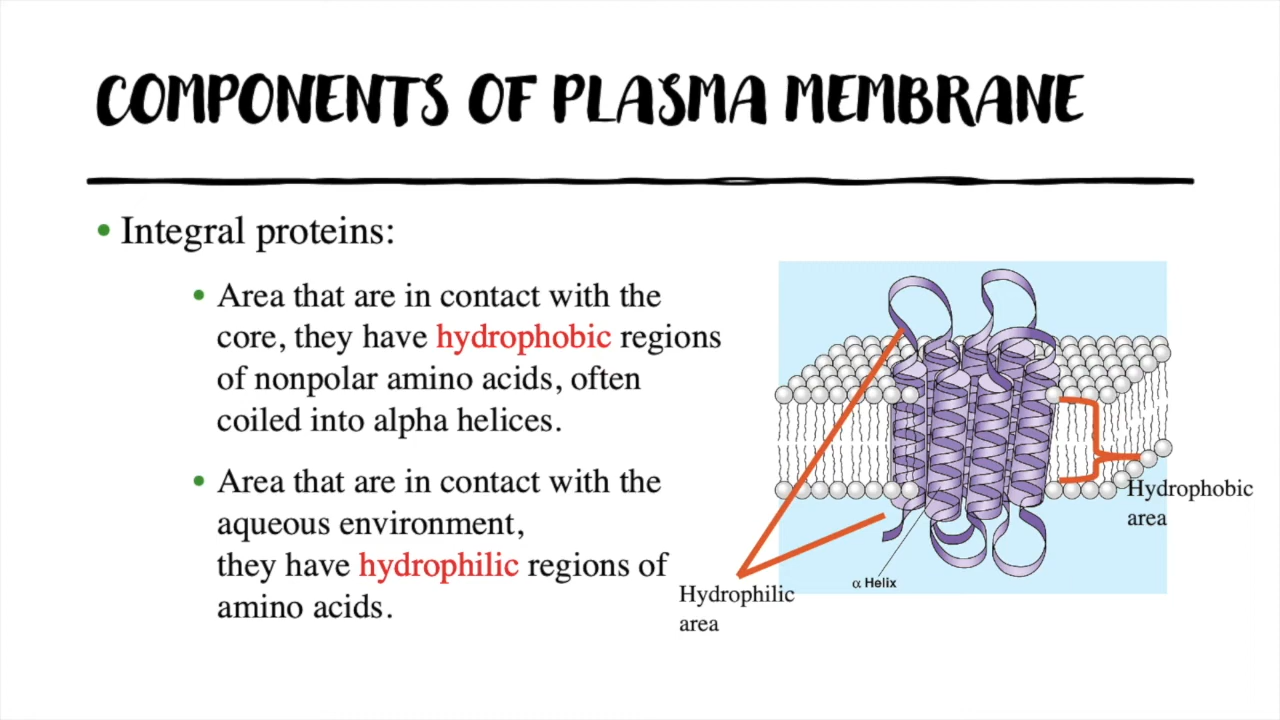 COMPONENTS OF PLASMA MEMBRANE
• Integral proteins:
• Area that are in contact with the
core, they have hydrophobic regions
of nonpolar amino acids, often
coiled into alpha helices.
• Area that are in contact with the
aqueous environment,
they have hydrophilic regions of
amino acids.
Hydrophobic
area
α Helix
Hydrophilic
area